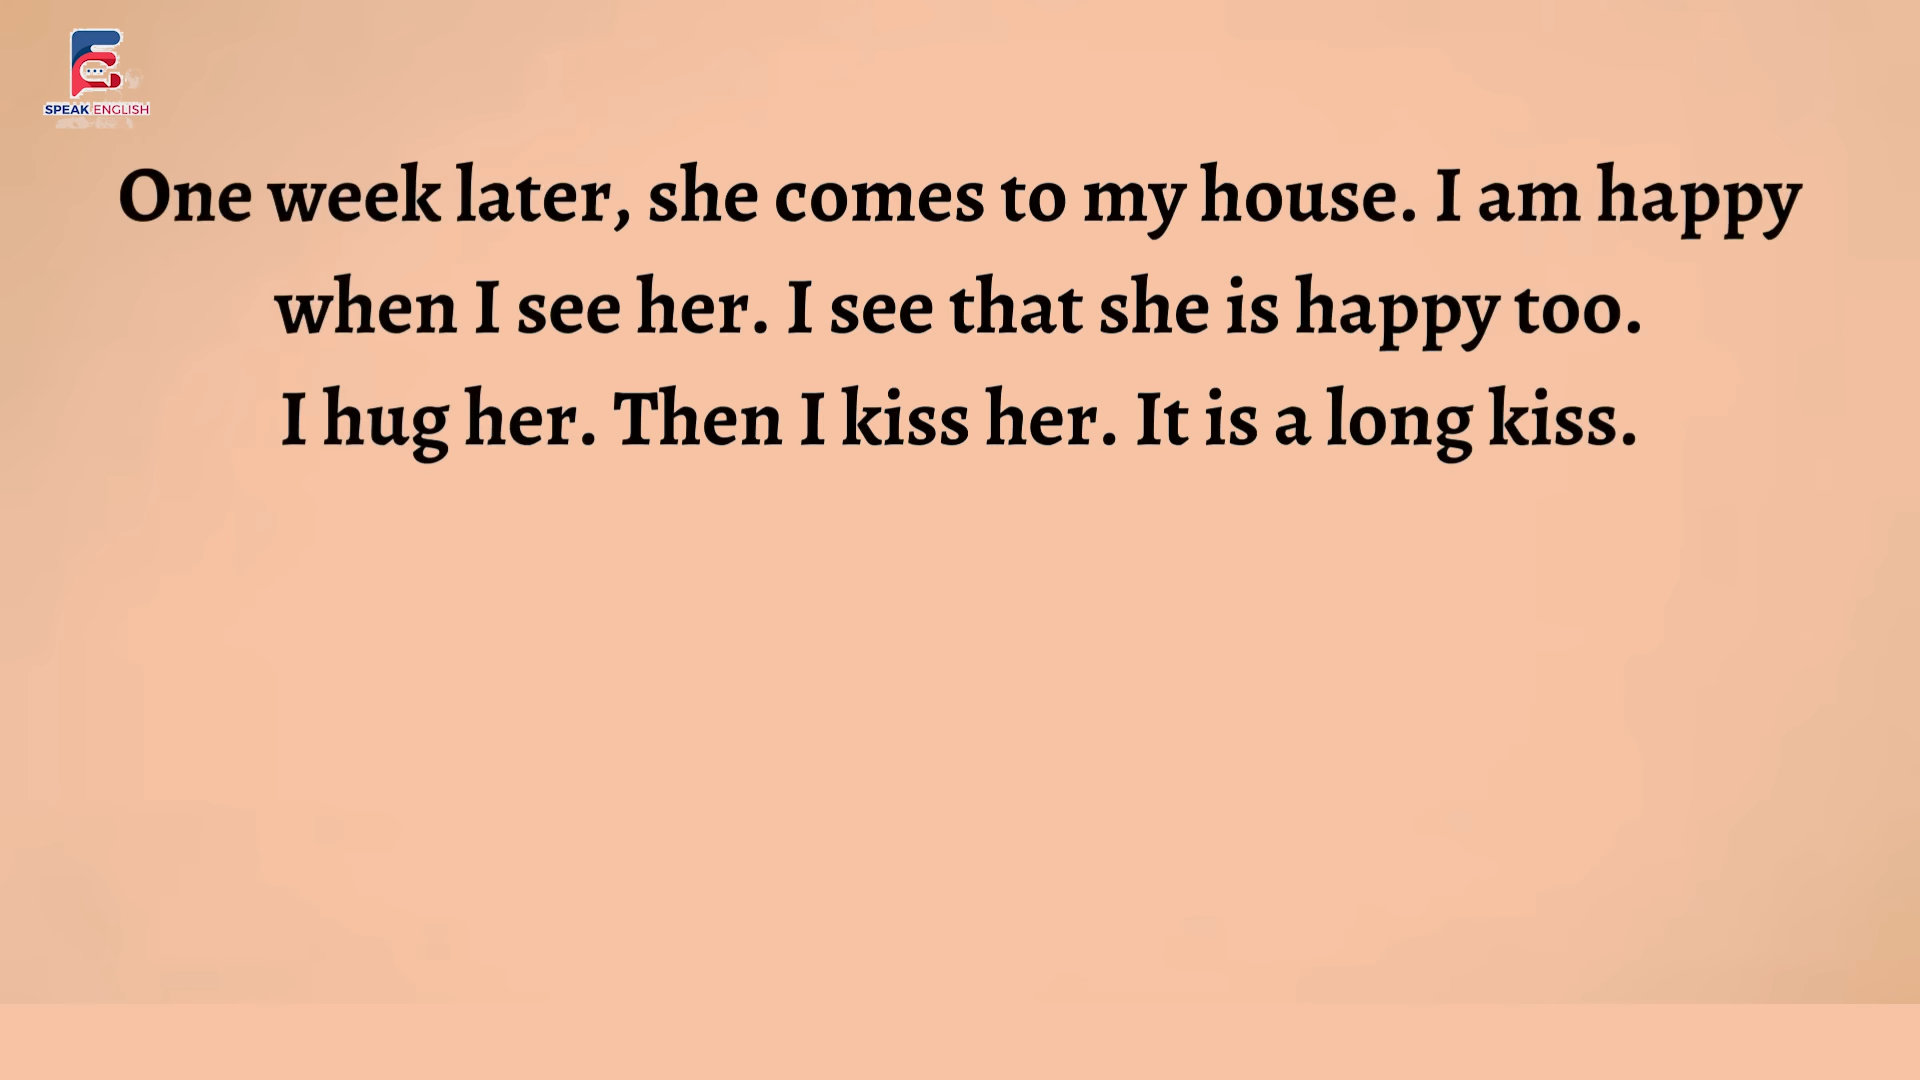 SPEAK ENGLISH
One week later, she comes to my house. I am happy
when I see her. I see that she is happy too.
I hug her. Then I kiss her. It is a long kiss.